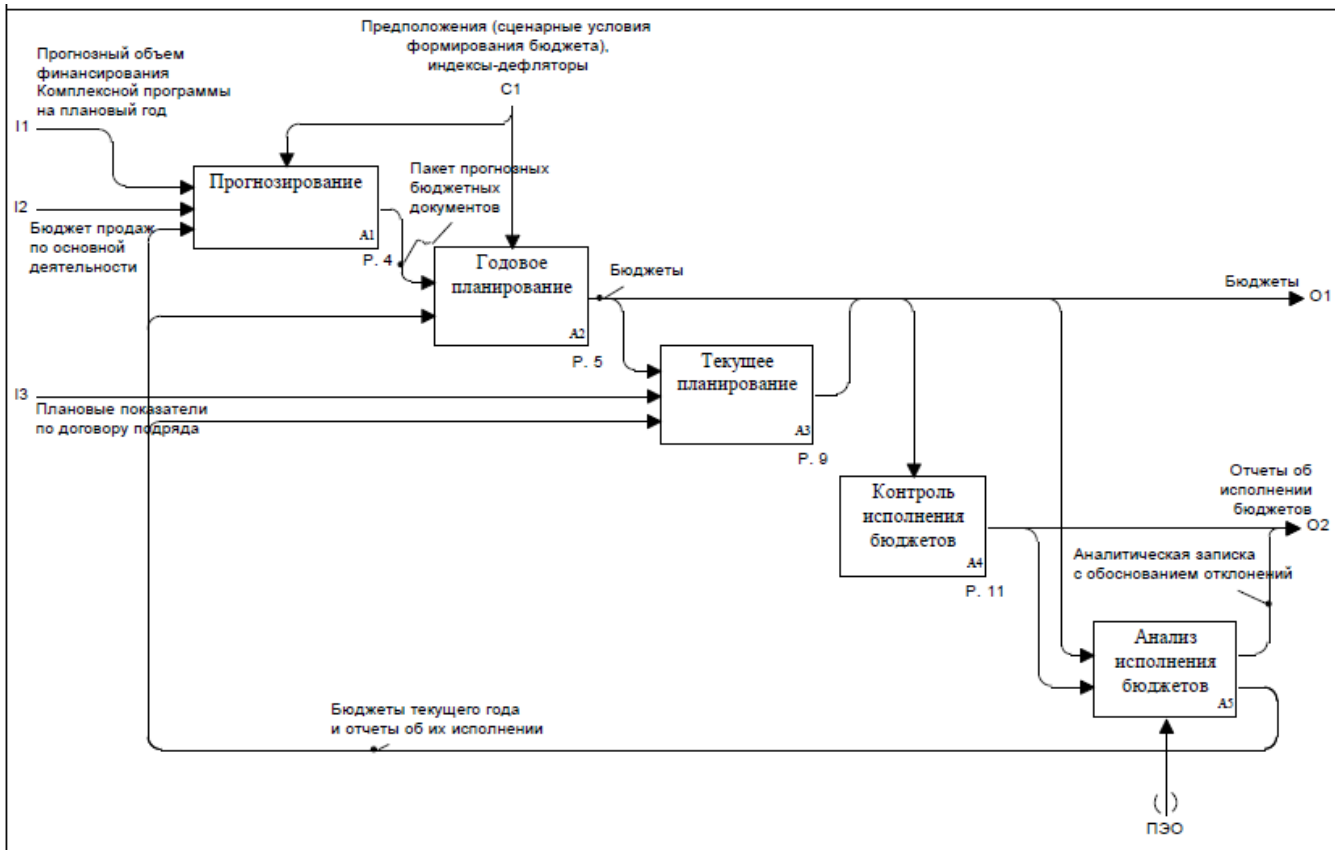 Предположения (сценарные условия
формирования бюджета),
индексы-дефляторы
C1
Прогнозный объем
финансирования
Комплексной программы
на плановый год
I1
I2
Бюджет продаж
по основной
деятельности
Прогнозирование
A1
P. 4
Пакет прогнозных
бюджетных
документов
Годовое
планирование
A2
P. 5
Бюджеты
Бюджеты
O1
I3
Плановые показатели
по договору подряда
Текущее
планирование
A3
P. 9
Контроль
исполнения
бюджетов
A4
P. 11
Отчеты об
исполнении
бюджетов
O2
Аналитическая записка
с обоснованием отклонений
Анализ
исполнения
бюджетов
A5
Бюджеты текущего года
и отчеты об их исполнении
ПЭО